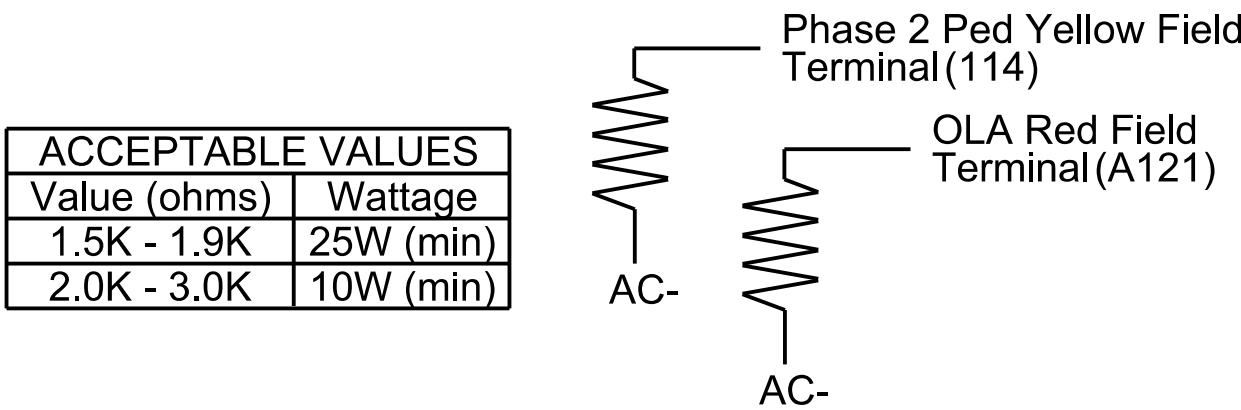 ACCEPTABLE VALUES
Value (ohms) Wattage
1.5K - 1.9K 25W (min)
2.0K - 3.0K 10W (min)
Phase 2 Ped Yellow Field
Terminal (114)
AC-
OLA Red Field
Terminal (A121)
AC-